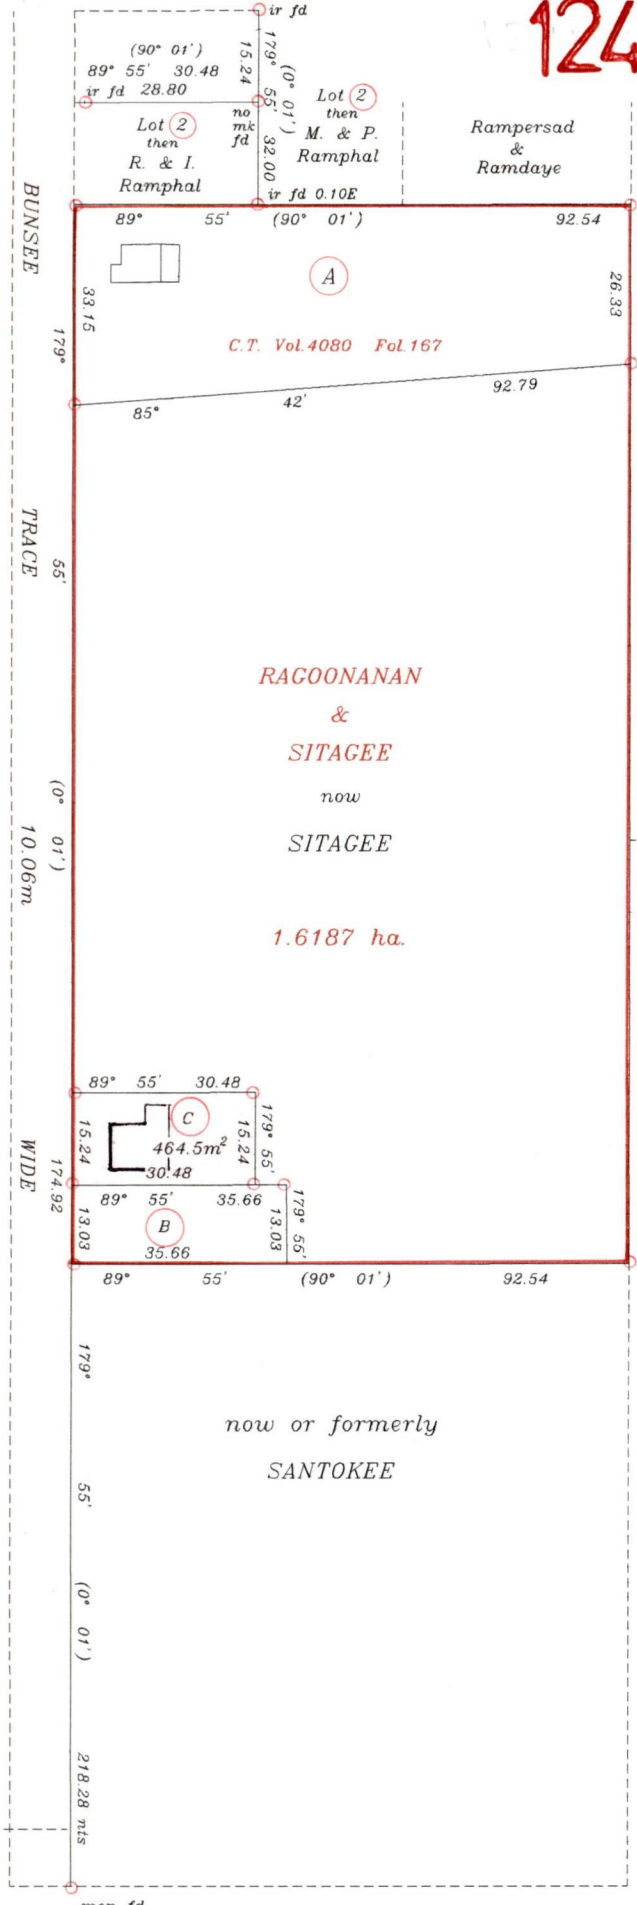 124
ir fd
(90° 01')
89° 55' 30.48
ir fd 28.80
15.24
179° 55'
(0° 01')
32.00
no
mk
fd
Lot 2
then
R. & I.
Ramphal
Lot 2
then
M. & P.
Ramphal
Rampersad
&
Ramdaye
ir fd 0.10E
89° 55' (90° 01') 92.54
A
33.15
26.33
C.T. Vol.4080 Fol.167
85° 42' 92.79
BUNSEE TRACE 10.06m WIDE
179° 55' (0° 01') 174.92
RAGOONANAN
&
SITAGEE
now
SITAGEE
1.6187 ha.
89° 55' 30.48
15.24
C
464.5m²
30.48
15.24
179° 55'
89° 55' 35.66
13.03
B
35.66
13.03
179° 55'
89° 55' (90° 01') 92.54
179° 55' (0° 01') 218.28 nts
now or formerly
SANTOKEE